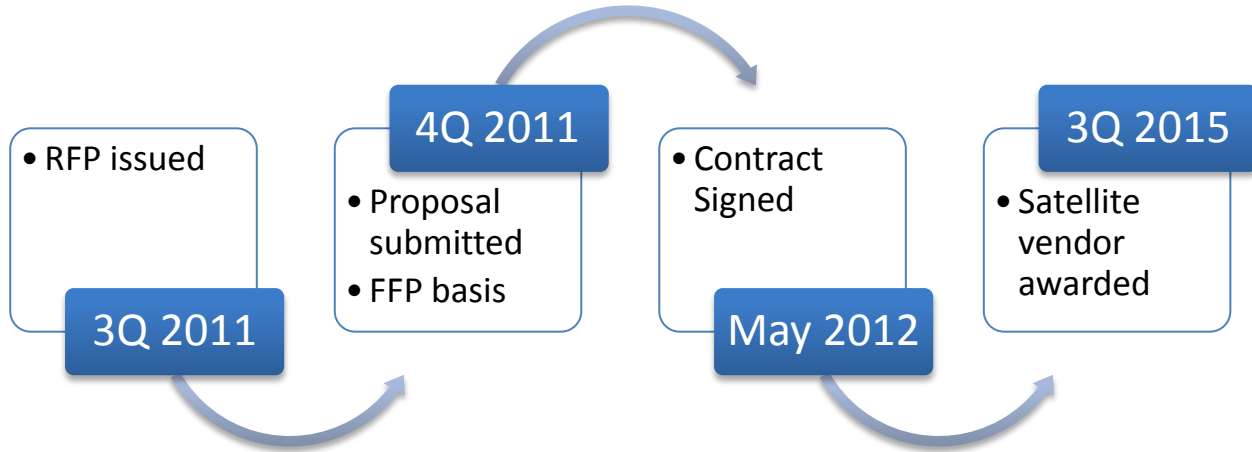 • RFP issued
3Q 2011
4Q 2011
• Proposal
submitted
• FFP basis
• Contract
Signed
May 2012
3Q 2015
• Satellite
vendor
awarded